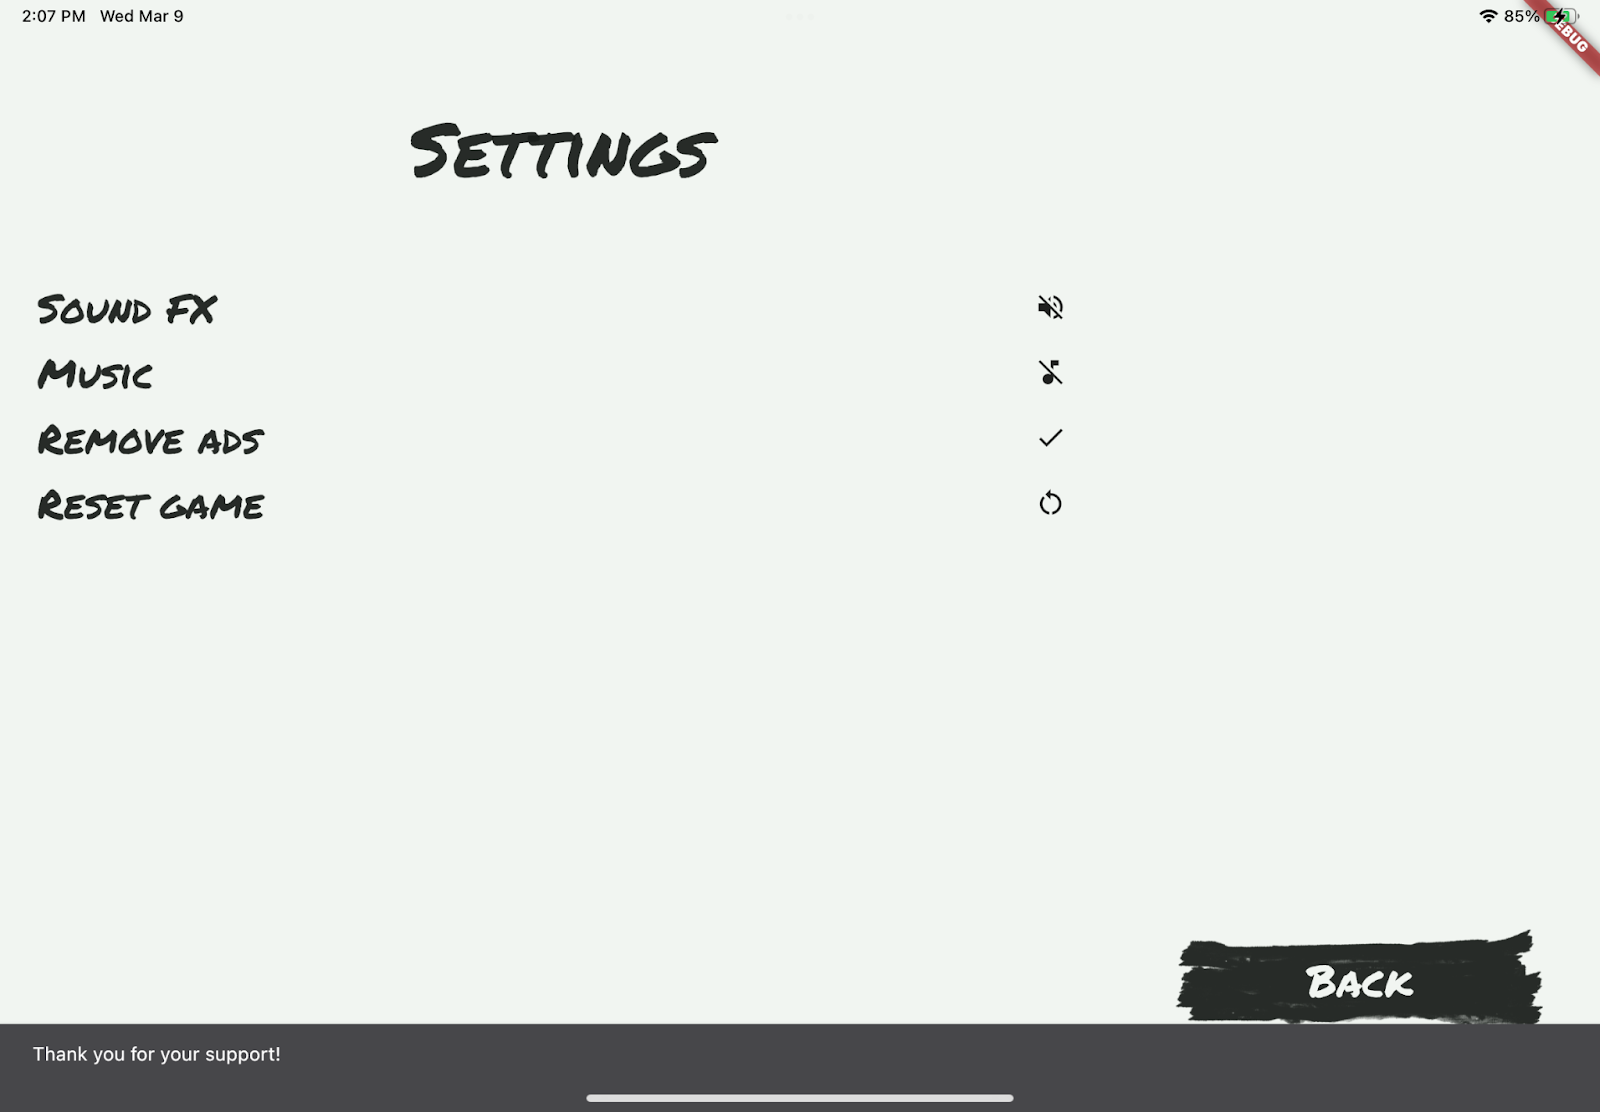 2:07 PM Wed Mar 9
85%
EBUG
Settings
Sound FX
Music
Remove ads
Reset game
Back
Thank you for your support!